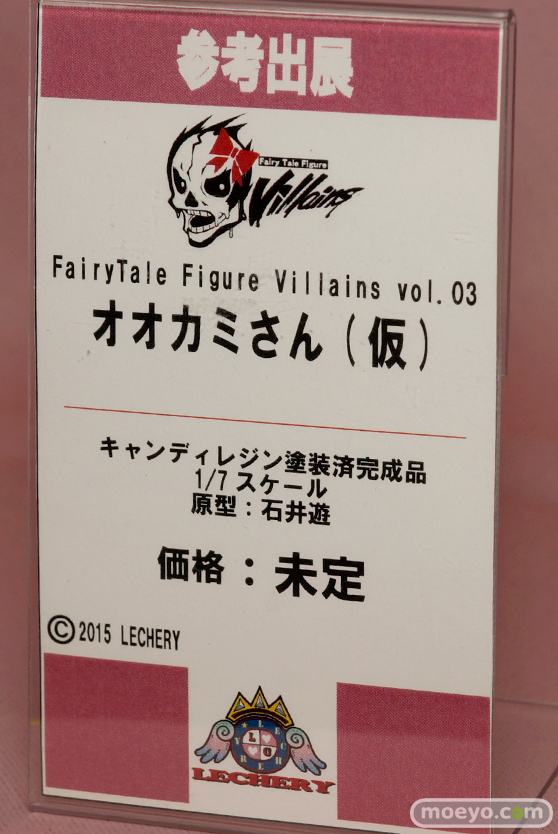 参考出展
Fairy Tale Figure
Villains
FairyTale Figure Villains vol.03
オオカミさん(仮)
キャンディレジン塗装済完成品
1/7スケール
原型:石井遊
価格:未定
©2015 LECHERY
LECHERY
moeyo.com